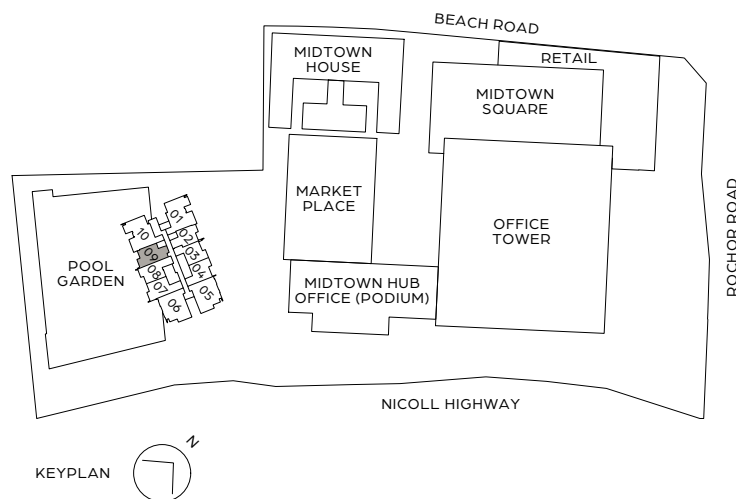 BEACH ROAD
MIDTOWN
HOUSE
RETAIL
MIDTOWN
SQUARE
MARKET
PLACE
OFFICE
TOWER
ROCHOR ROAD
POOL
GARDEN
01
02
03
04
05
10
09
08
07
06
MIDTOWN HUB
OFFICE (PODIUM)
NICOLL HIGHWAY
N
KEYPLAN